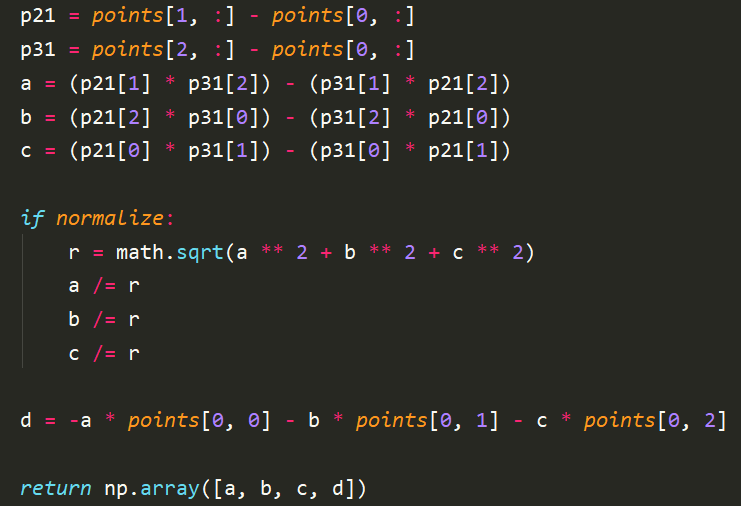 p21 = points[1, :] - points[0, :]
p31 = points[2, :] - points[0, :]
a = (p21[1] * p31[2]) - (p31[1] * p21[2])
b = (p21[2] * p31[0]) - (p31[2] * p21[0])
c = (p21[0] * p31[1]) - (p31[0] * p21[1])

if normalize:
    r = math.sqrt(a ** 2 + b ** 2 + c ** 2)
    a /= r
    b /= r
    c /= r

d = -a * points[0, 0] - b * points[0, 1] - c * points[0, 2]

return np.array([a, b, c, d])